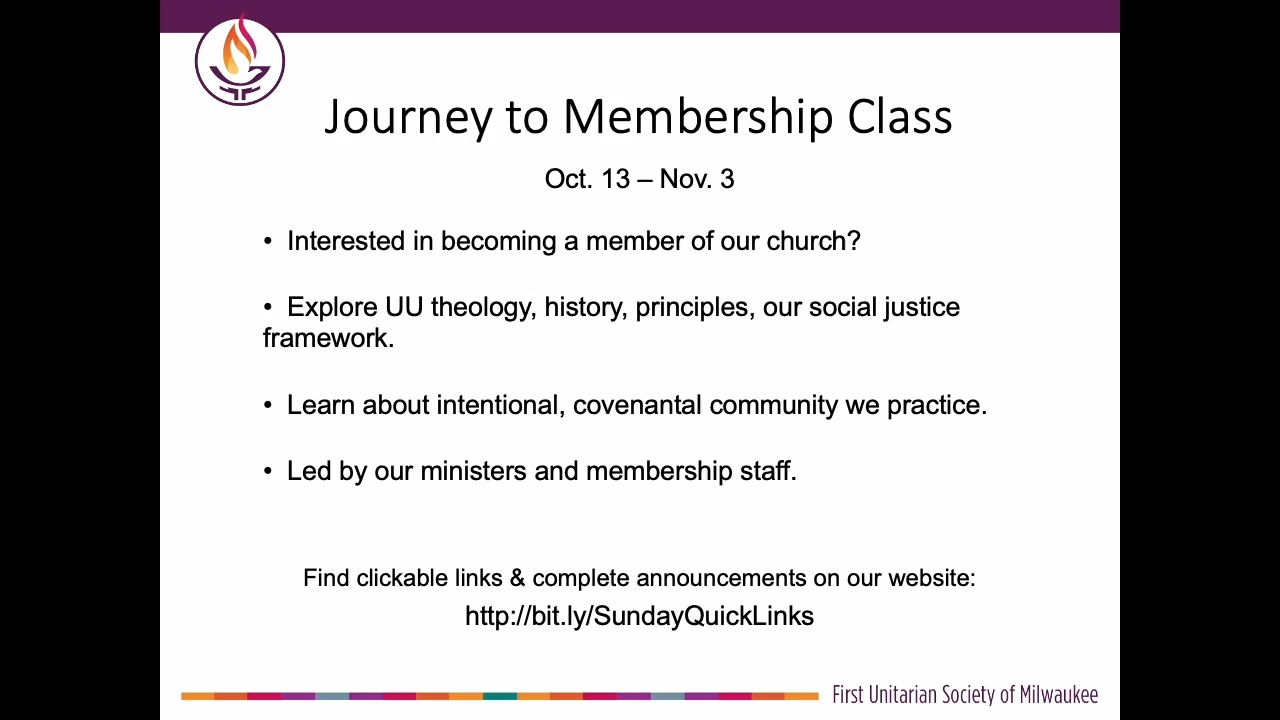 Journey to Membership Class
Oct. 13 – Nov. 3
• Interested in becoming a member of our church?
• Explore UU theology, history, principles, our social justice
framework.
• Learn about intentional, covenantal community we practice.
• Led by our ministers and membership staff.
Find clickable links & complete announcements on our website:
http://bit.ly/SundayQuickLinks
First Unitarian Society of Milwaukee